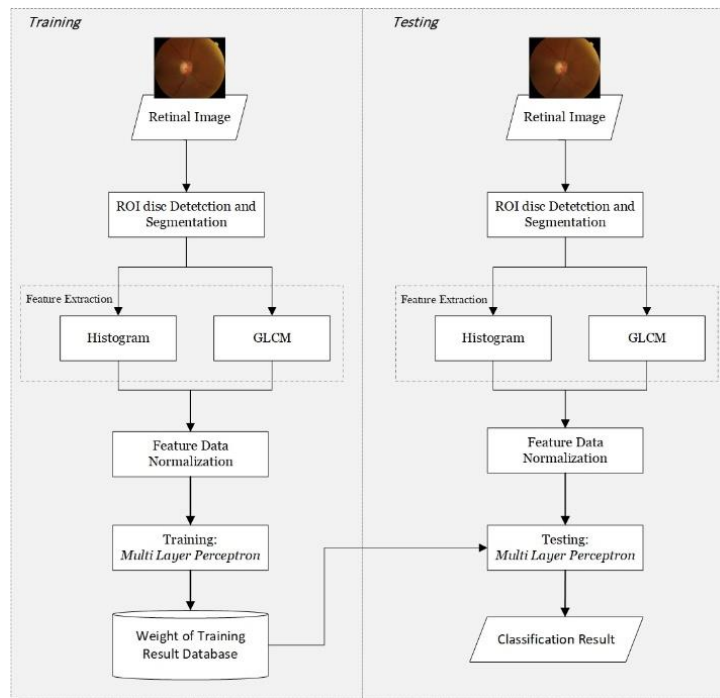 Training
Retinal Image
ROI disc Detetction and
Segmentation
Feature Extraction
Histogram
GLCM
Feature Data
Normalization
Training:
Multi Layer Perceptron
Weight of Training
Result Database
Testing
Retinal Image
ROI disc Detetction and
Segmentation
Feature Extraction
Histogram
GLCM
Feature Data
Normalization
Testing:
Multi Layer Perceptron
Classification Result